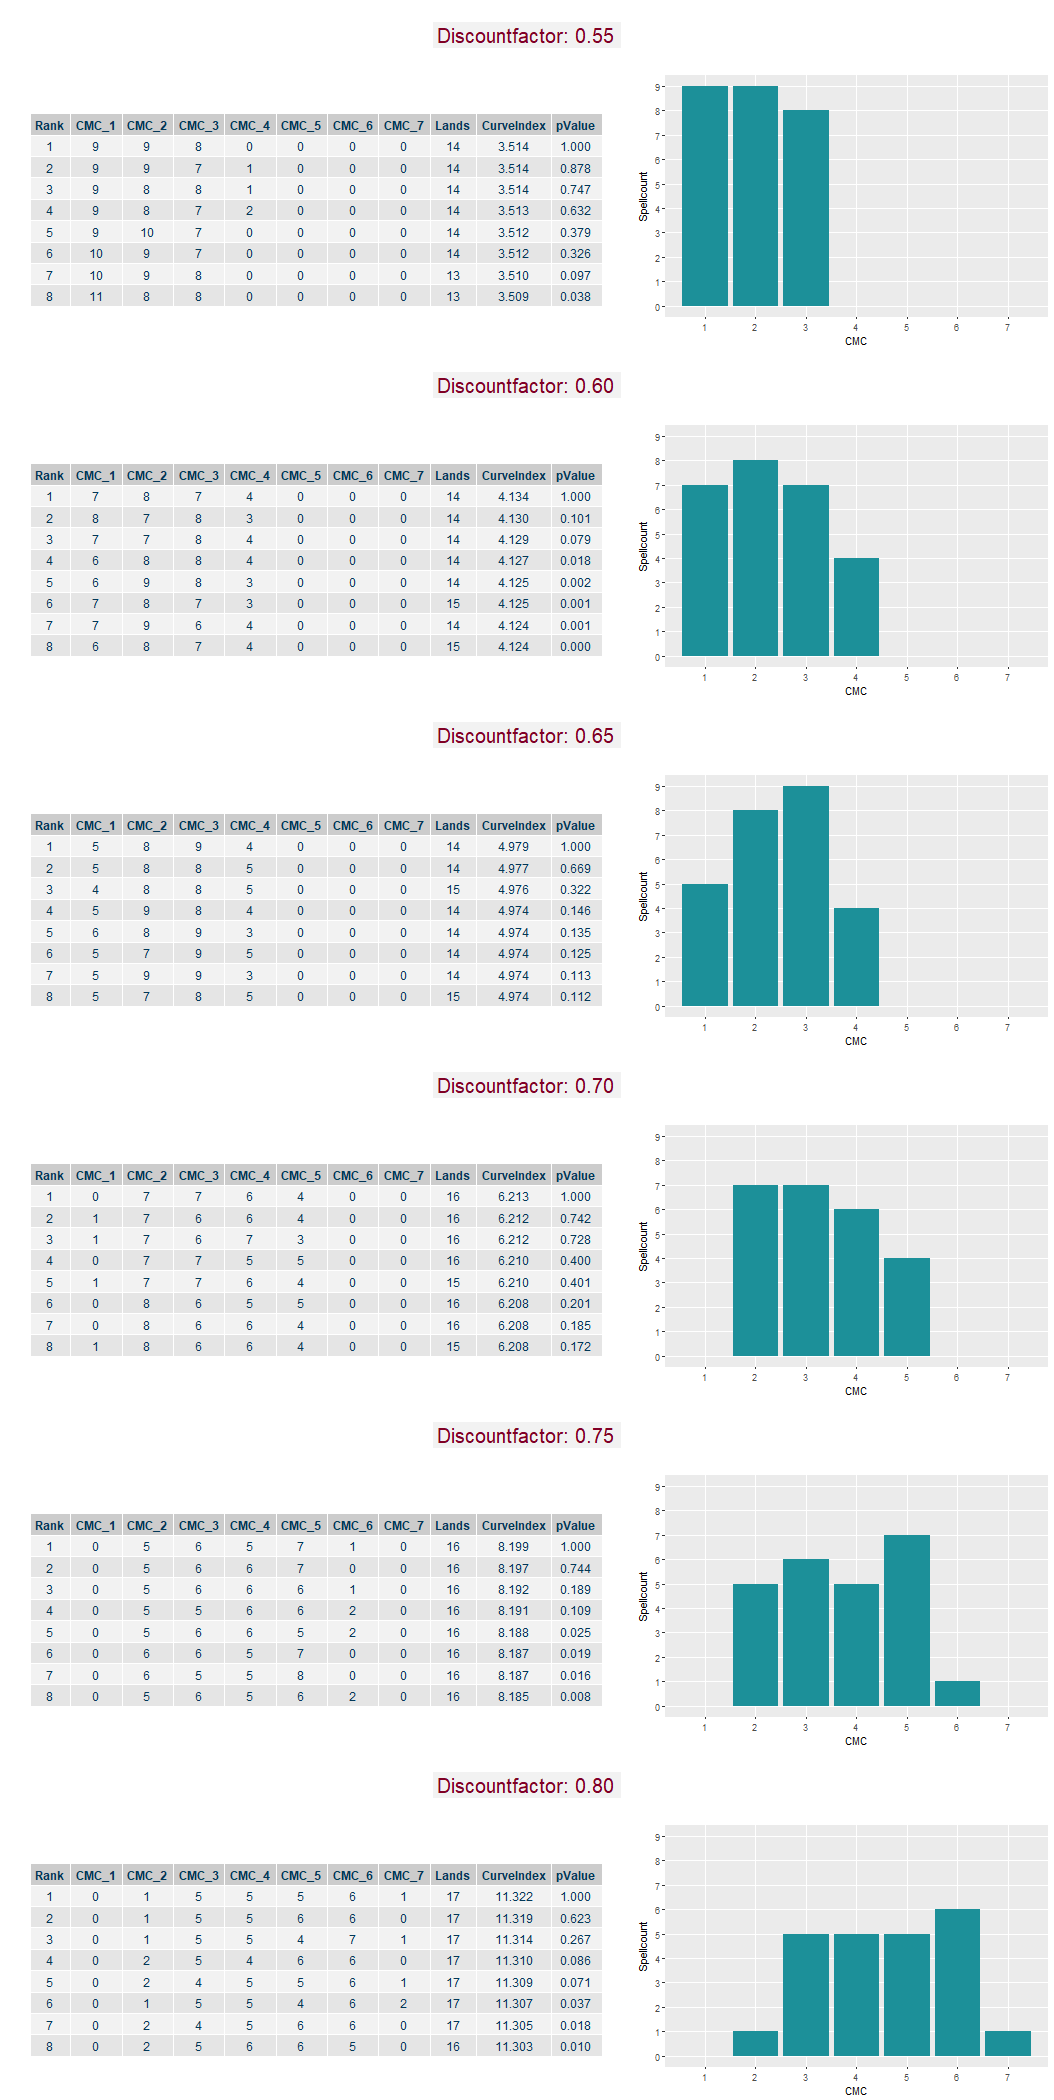 Discountfactor: 0.55
Rank CMC_1 CMC_2 CMC_3 CMC_4 CMC_5 CMC_6 CMC_7 Lands CurveIndex pValue
1 9 9 8 0 0 0 0 14 3.514 1.000
2 9 9 7 1 0 0 0 14 3.514 0.878
3 9 8 8 1 0 0 0 14 3.514 0.747
4 9 8 7 2 0 0 0 14 3.513 0.632
5 9 10 7 0 0 0 0 14 3.512 0.379
6 10 9 7 0 0 0 0 14 3.512 0.326
7 10 9 8 0 0 0 0 13 3.510 0.097
8 11 8 8 0 0 0 0 13 3.509 0.038
Spellcount
9
8
7
6
5
4
3
2
1
0
1 2 3 4 5 6 7
CMC
Discountfactor: 0.60
Rank CMC_1 CMC_2 CMC_3 CMC_4 CMC_5 CMC_6 CMC_7 Lands CurveIndex pValue
1 7 8 7 4 0 0 0 14 4.134 1.000
2 8 7 8 3 0 0 0 14 4.130 0.101
3 7 7 8 4 0 0 0 14 4.129 0.079
4 6 8 8 4 0 0 0 14 4.127 0.018
5 6 9 8 3 0 0 0 14 4.125 0.002
6 7 8 7 3 0 0 0 15 4.125 0.001
7 7 9 6 4 0 0 0 14 4.124 0.001
8 6 8 7 4 0 0 0 15 4.124 0.000
Spellcount
9
8
7
6
5
4
3
2
1
0
1 2 3 4 5 6 7
CMC
Discountfactor: 0.65
Rank CMC_1 CMC_2 CMC_3 CMC_4 CMC_5 CMC_6 CMC_7 Lands CurveIndex pValue
1 5 8 9 4 0 0 0 14 4.979 1.000
2 5 8 8 5 0 0 0 14 4.977 0.669
3 4 8 8 5 0 0 0 15 4.976 0.322
4 5 9 8 4 0 0 0 14 4.974 0.146
5 6 8 9 3 0 0 0 14 4.974 0.135
6 5 7 9 5 0 0 0 14 4.974 0.125
7 5 9 9 3 0 0 0 14 4.974 0.113
8 5 7 8 5 0 0 0 15 4.974 0.112
Spellcount
9
8
7
6
5
4
3
2
1
0
1 2 3 4 5 6 7
CMC
Discountfactor: 0.70
Rank CMC_1 CMC_2 CMC_3 CMC_4 CMC_5 CMC_6 CMC_7 Lands CurveIndex pValue
1 0 7 7 6 4 0 0 16 6.213 1.000
2 1 7 6 6 4 0 0 16 6.212 0.742
3 1 7 6 7 3 0 0 16 6.212 0.728
4 0 7 7 5 5 0 0 16 6.210 0.400
5 1 7 7 6 4 0 0 15 6.210 0.401
6 0 8 6 5 5 0 0 16 6.208 0.201
7 0 8 6 6 4 0 0 16 6.208 0.185
8 1 8 6 6 4 0 0 15 6.208 0.172
Spellcount
9
8
7
6
5
4
3
2
1
0
1 2 3 4 5 6 7
CMC
Discountfactor: 0.75
Rank CMC_1 CMC_2 CMC_3 CMC_4 CMC_5 CMC_6 CMC_7 Lands CurveIndex pValue
1 0 5 6 5 7 1 0 16 8.199 1.000
2 0 5 6 6 7 0 0 16 8.197 0.744
3 0 5 6 6 6 1 0 16 8.192 0.189
4 0 5 5 6 6 2 0 16 8.191 0.109
5 0 5 6 6 5 2 0 16 8.188 0.025
6 0 6 6 5 7 0 0 16 8.187 0.019
7 0 6 5 5 8 0 0 16 8.187 0.016
8 0 5 6 5 6 2 0 16 8.185 0.008
Spellcount
9
8
7
6
5
4
3
2
1
0
1 2 3 4 5 6 7
CMC
Discountfactor: 0.80
Rank CMC_1 CMC_2 CMC_3 CMC_4 CMC_5 CMC_6 CMC_7 Lands CurveIndex pValue
1 0 1 5 5 5 6 1 17 11.322 1.000
2 0 1 5 5 6 6 0 17 11.319 0.623
3 0 1 5 5 4 7 1 17 11.314 0.267
4 0 2 5 4 6 6 0 17 11.310 0.086
5 0 2 4 5 5 6 1 17 11.309 0.071
6 0 1 5 5 4 6 2 17 11.307 0.037
7 0 2 4 5 6 6 0 17 11.305 0.018
8 0 2 5 6 6 5 0 16 11.303 0.010
Spellcount
9
8
7
6
5
4
3
2
1
0
1 2 3 4 5 6 7
CMC